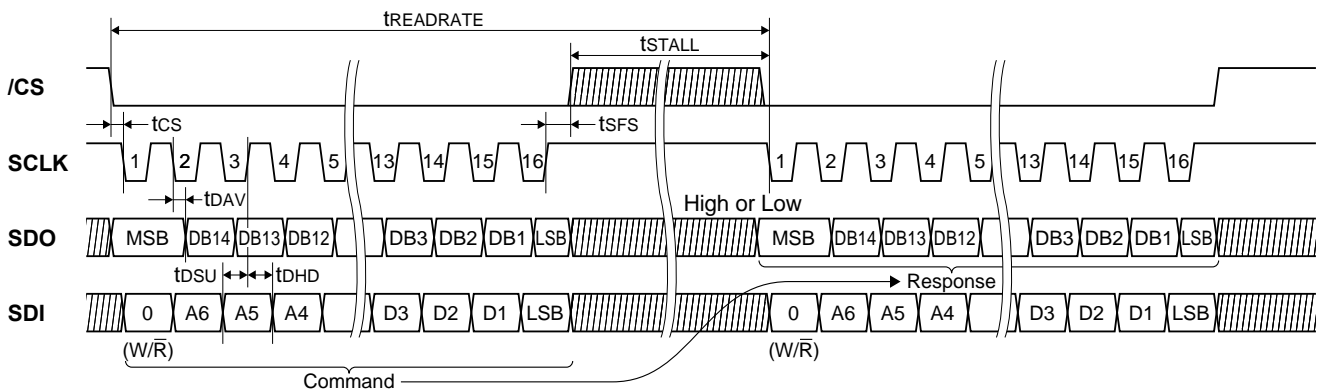 tREADRATE
tSTALL
/CS
tCS
tSFS
SCLK 1 2 3 4 5 13 14 15 16 1 2 3 4 5 13 14 15 16
tDAV
High or Low
SDO MSB DB14 DB13 DB12 DB3 DB2 DB1 LSB MSB DB14 DB13 DB12 DB3 DB2 DB1 LSB
tDSU tDHD
Response
SDI 0 A6 A5 A4 D3 D2 D1 LSB 0 A6 A5 A4 D3 D2 D1 LSB
(W/R̅) (W/R̅)
Command